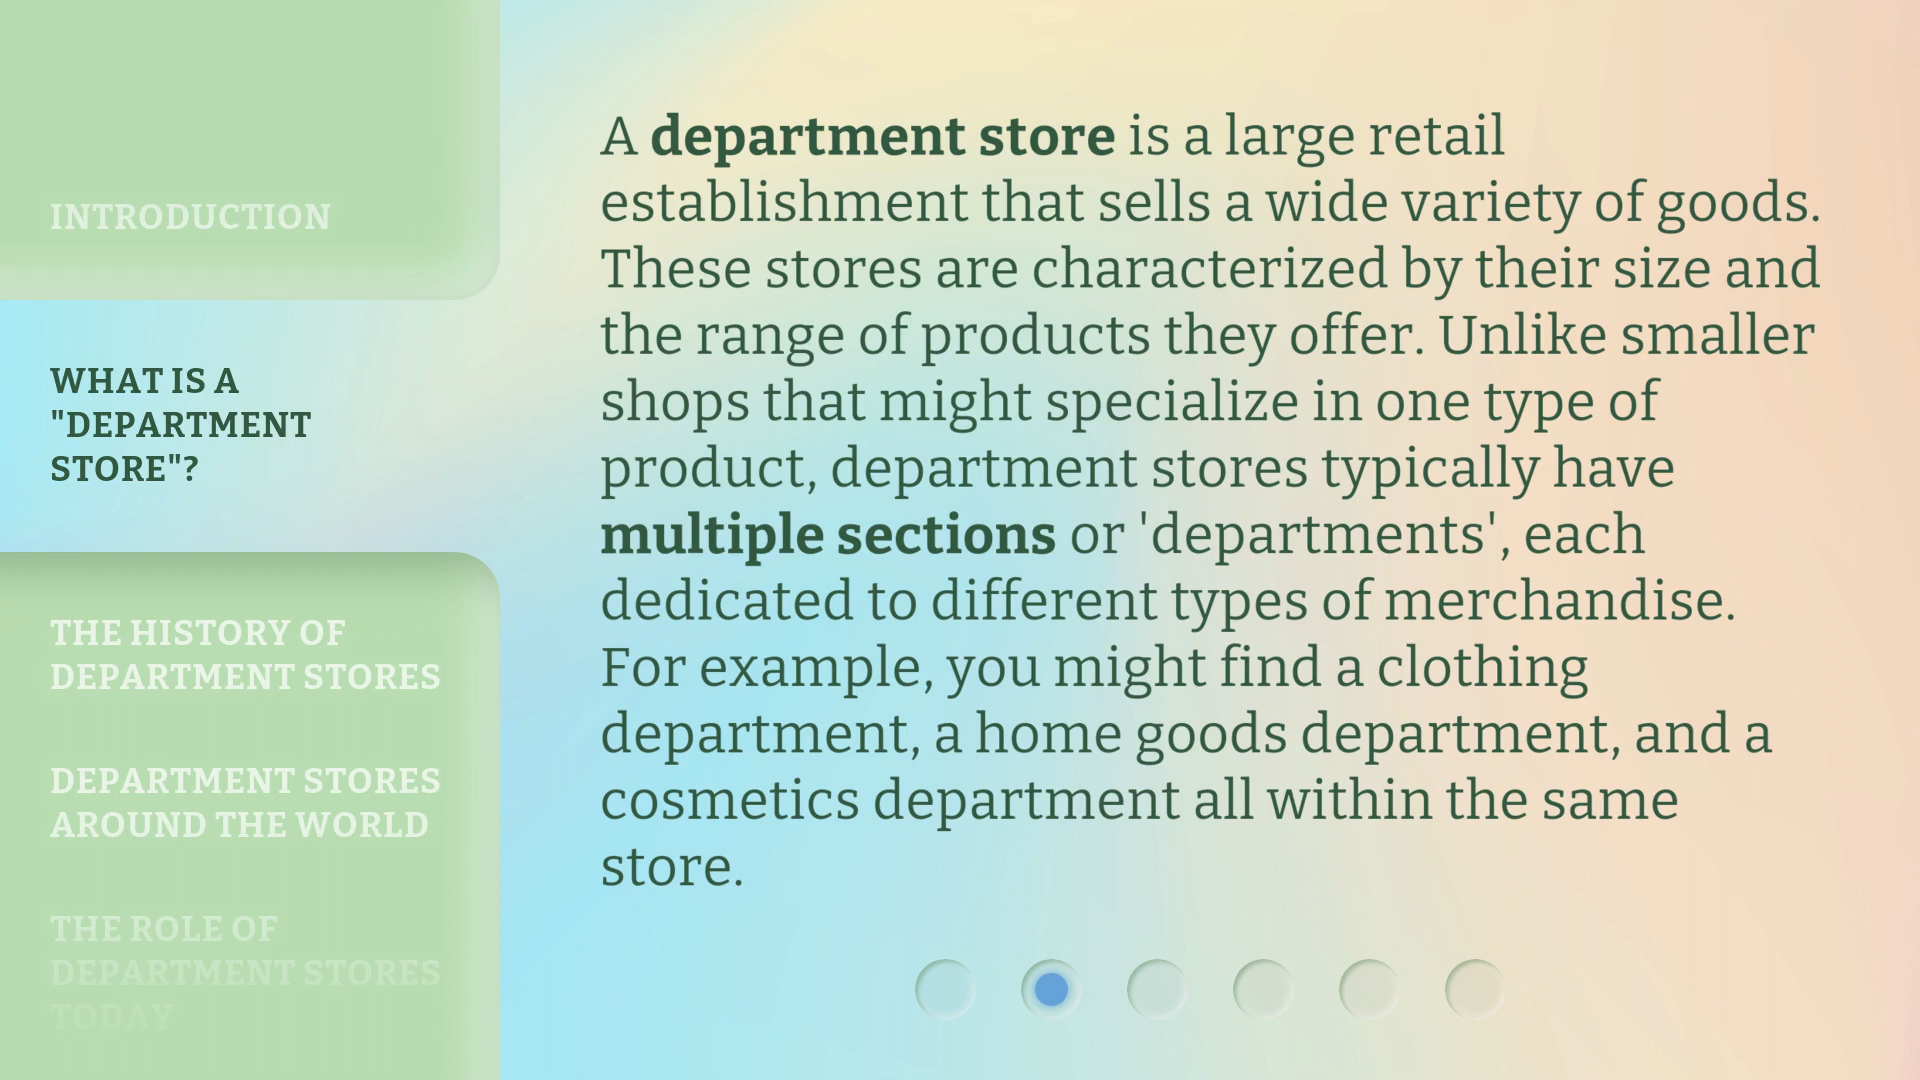 INTRODUCTION
WHAT IS A
"DEPARTMENT
STORE"?
THE HISTORY OF
DEPARTMENT STORES
DEPARTMENT STORES
AROUND THE WORLD
THE ROLE OF
DEPARTMENT STORES
TODAY
A department store is a large retail
establishment that sells a wide variety of goods.
These stores are characterized by their size and
the range of products they offer. Unlike smaller
shops that might specialize in one type of
product, department stores typically have
multiple sections or 'departments', each
dedicated to different types of merchandise.
For example, you might find a clothing
department, a home goods department, and a
cosmetics department all within the same
store.